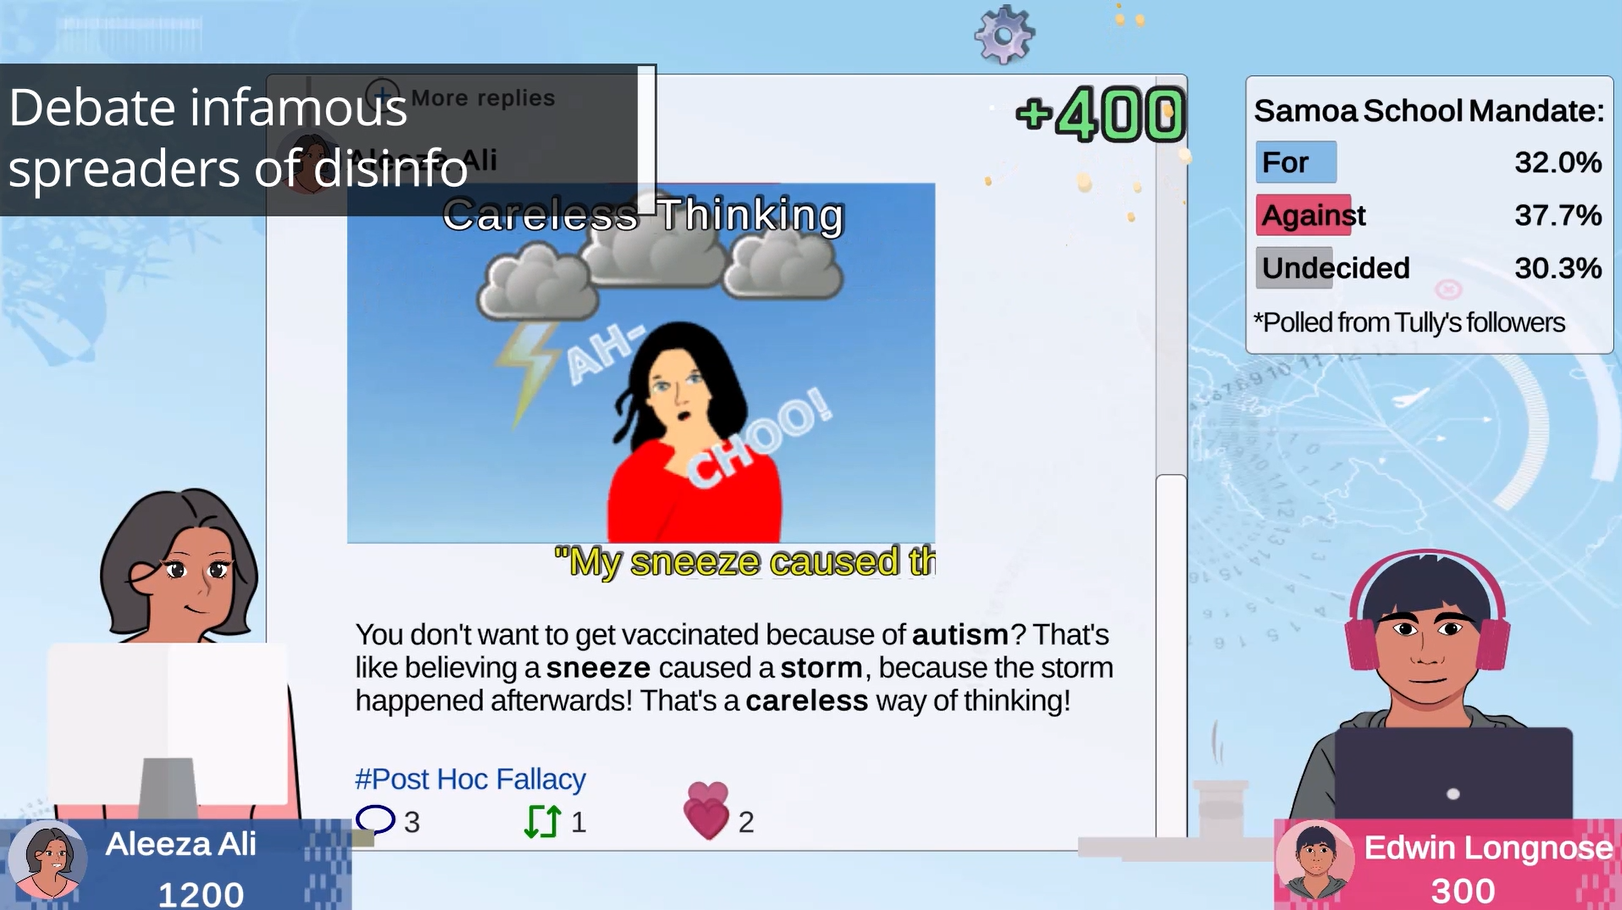 Debate infamous
spreaders of disinfo
More replies
Aleeza Ali
+400
Careless Thinking
AH-
CHOO!
"My sneeze caused th
You don't want to get vaccinated because of autism? That's
like believing a sneeze caused a storm, because the storm
happened afterwards! That's a careless way of thinking!
#Post Hoc Fallacy
3
1
2
Samoa School Mandate:
For 32.0%
Against 37.7%
Undecided 30.3%
*Polled from Tully's followers
Aleeza Ali
1200
Edwin Longnose
300